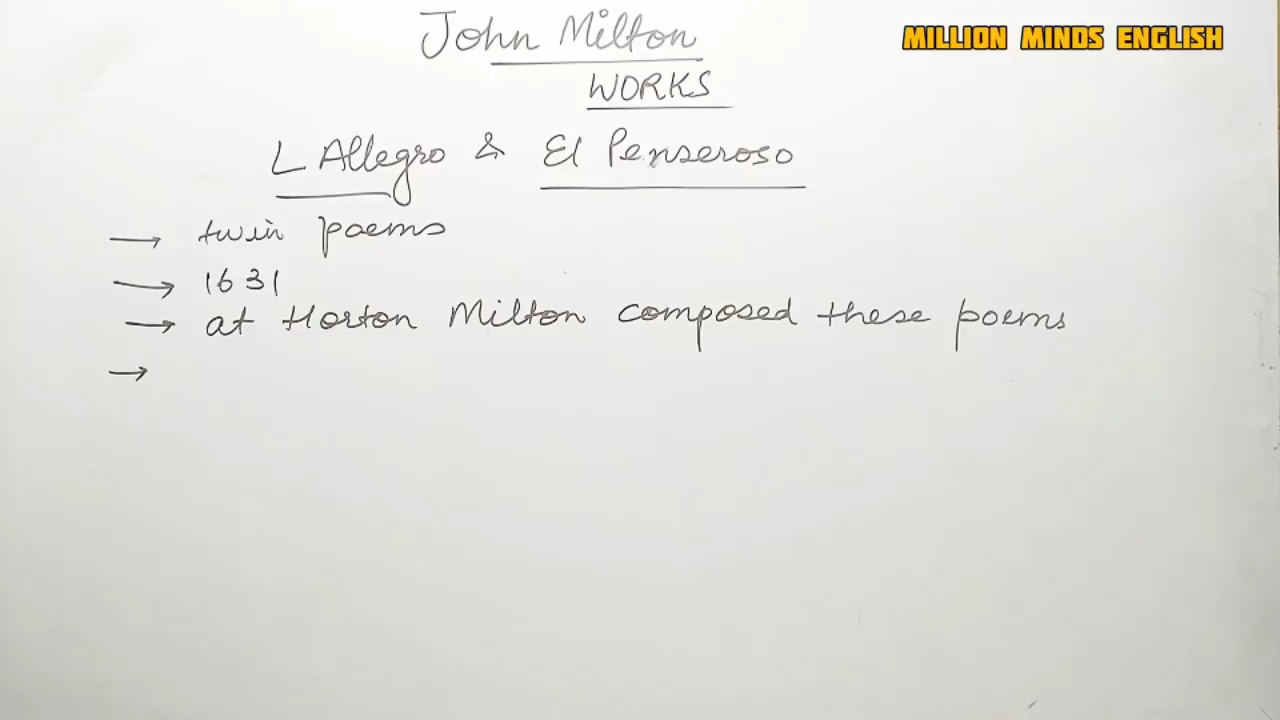 John Milton
MILLION MINDS ENGLISH
WORKS
L Allegro & El Penseroso
→ twin poems
→ 1631
→ at Horton Milton composed these poems
→